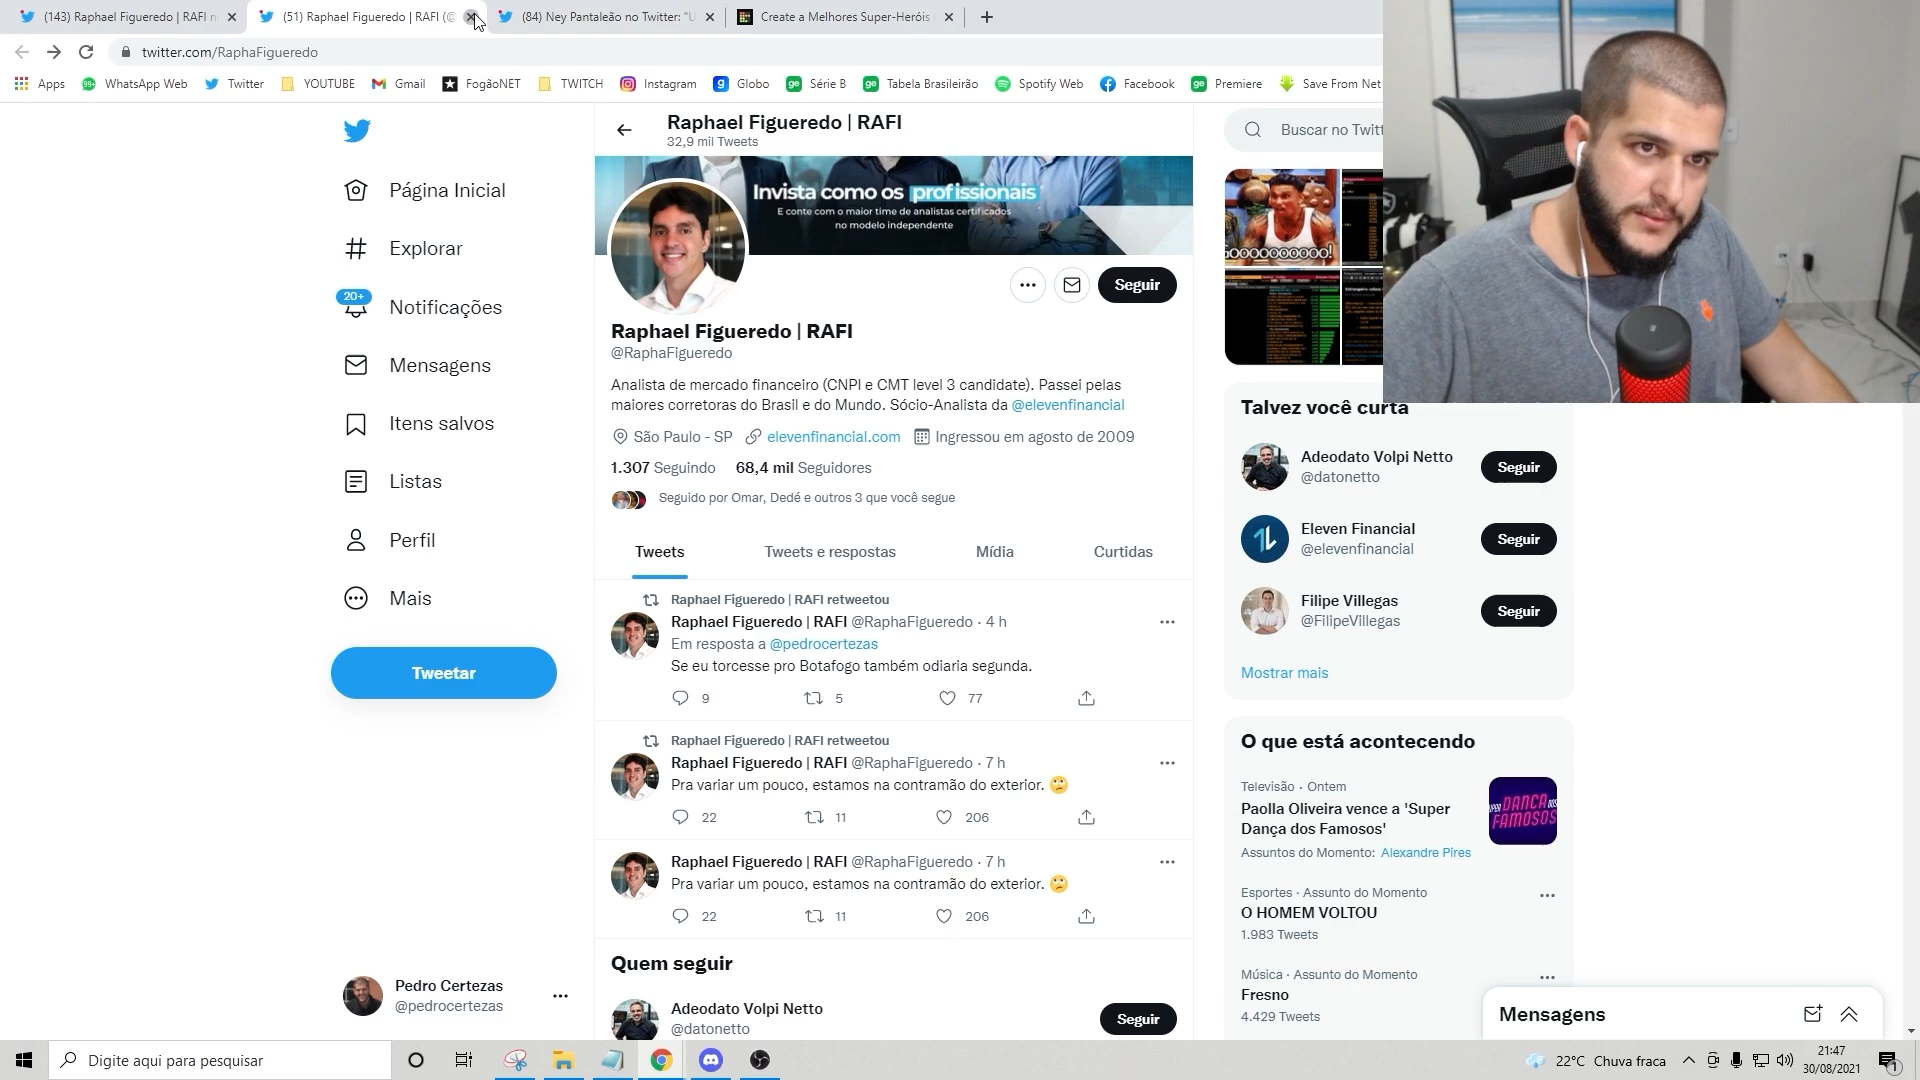 (143) Raphael Figueredo | RAFI n
(51) Raphael Figueredo | RAFI (@
(84) Ney Pantaleão no Twitter: "U
Create a Melhores Super-Heróis
twitter.com/RaphaFigueredo
Apps
WhatsApp Web
Twitter
YOUTUBE
Gmail
FogãoNET
TWITCH
Instagram
Globo
Série B
Tabela Brasileirão
Spotify Web
Facebook
Premiere
Save From Net
Raphael Figueredo | RAFI
32,9 mil Tweets
Buscar no Twitt
Invista como os profissionais
E conte com o maior time de analistas certificados
no modelo independente
Página Inicial
Explorar
20+
Notificações
Mensagens
Itens salvos
Listas
Perfil
Mais
Tweetar
Pedro Certezas
@pedrocertezas
Seguir
Raphael Figueredo | RAFI
@RaphaFigueredo
Analista de mercado financeiro (CNPI e CMT level 3 candidate). Passei pelas
maiores corretoras do Brasil e do Mundo. Sócio-Analista da @elevenfinancial
São Paulo - SP elevenfinancial.com Ingressou em agosto de 2009
1.307 Seguindo 68,4 mil Seguidores
Seguido por Omar, Dedé e outros 3 que você segue
Tweets Tweets e respostas Mídia Curtidas
Raphael Figueredo | RAFI retweetou
Raphael Figueredo | RAFI @RaphaFigueredo · 4 h
Em resposta a @pedrocertezas
Se eu torcesse pro Botafogo também odiaria segunda.
9 5 77
Raphael Figueredo | RAFI retweetou
Raphael Figueredo | RAFI @RaphaFigueredo · 7 h
Pra variar um pouco, estamos na contramão do exterior. 🙄
22 11 206
Raphael Figueredo | RAFI @RaphaFigueredo · 7 h
Pra variar um pouco, estamos na contramão do exterior. 🙄
22 11 206
Quem seguir
Adeodato Volpi Netto
@datonetto
Seguir
Talvez você curta
Adeodato Volpi Netto
@datonetto
Seguir
Eleven Financial
@elevenfinancial
Seguir
Filipe Villegas
@FilipeVillegas
Seguir
Mostrar mais
O que está acontecendo
Televisão · Ontem
Paolla Oliveira vence a 'Super
Dança dos Famosos'
Assuntos do Momento: Alexandre Pires
DANÇA DOS
FAMOSOS
Esportes · Assunto do Momento
O HOMEM VOLTOU
1.983 Tweets
Música · Assunto do Momento
Fresno
4.429 Tweets
Mensagens
Digite aqui para pesquisar
22°C Chuva fraca
21:47
30/08/2021
1